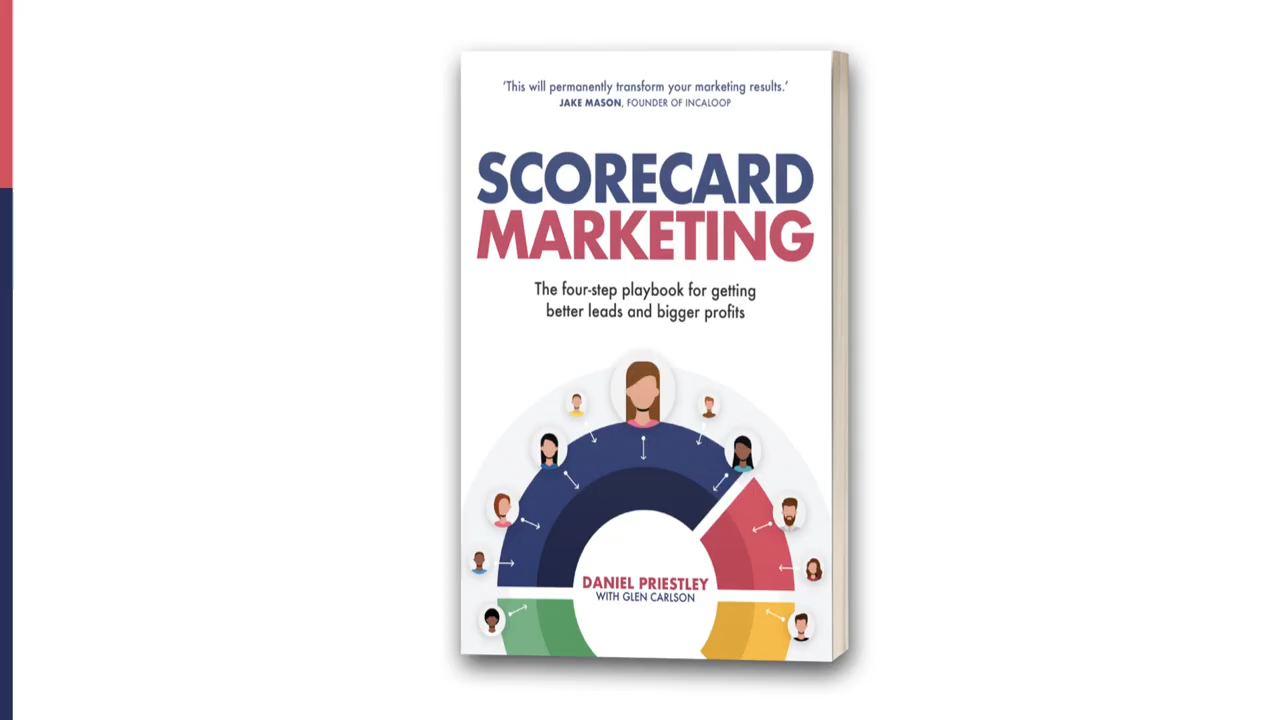 ‘This will permanently transform your marketing results.’
JAKE MASON, FOUNDER OF INCALOOP
SCORECARD
MARKETING
The four-step playbook for getting
better leads and bigger profits
DANIEL PRIESTLEY
WITH GLEN CARLSON